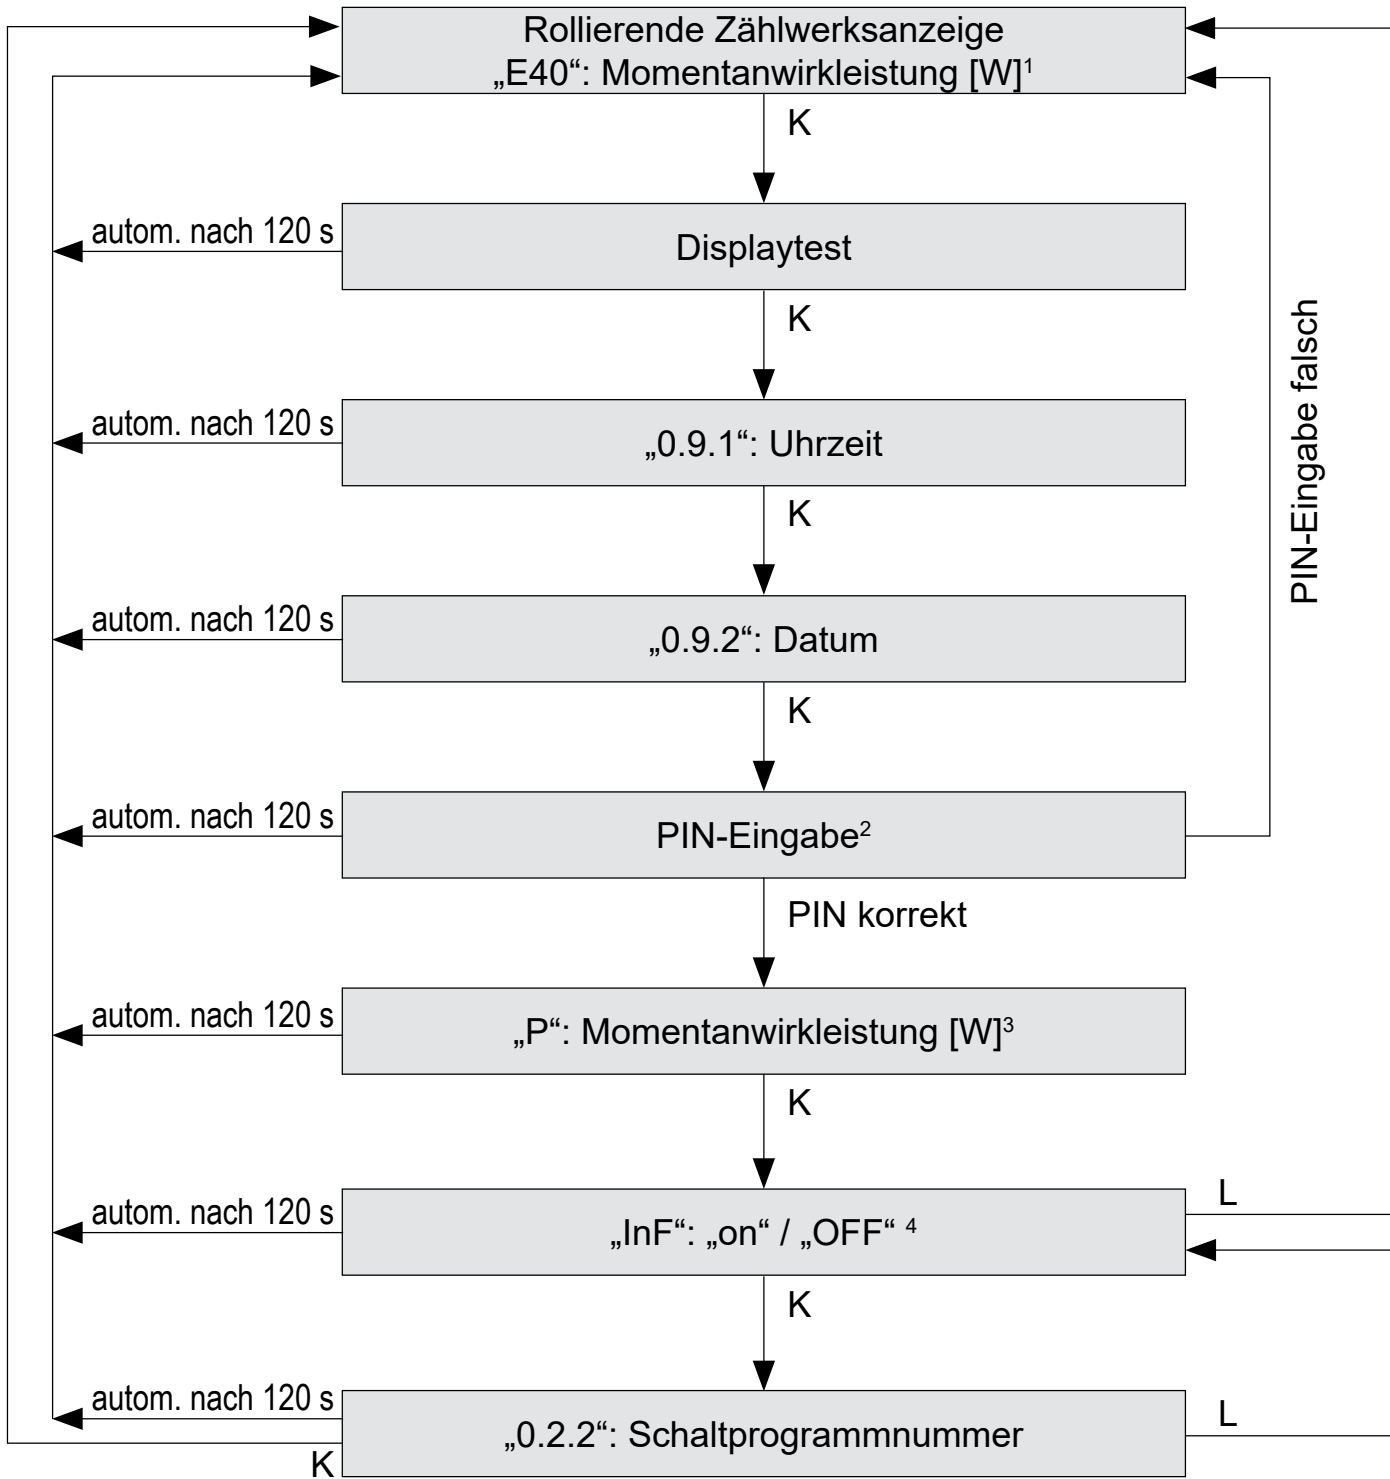 Rollierende Zählwerksanzeige
„E40“: Momentanwirkleistung [W]¹
K
autom. nach 120 s
Displaytest
K
autom. nach 120 s
„0.9.1“: Uhrzeit
K
PIN-Eingabe falsch
autom. nach 120 s
„0.9.2“: Datum
K
autom. nach 120 s
PIN-Eingabe²
PIN korrekt
autom. nach 120 s
„P“: Momentanwirkleistung [W]³
K
autom. nach 120 s
„InF“: „on“ / „OFF“ ⁴
L
K
autom. nach 120 s
„0.2.2“: Schaltprogrammnummer
L
K